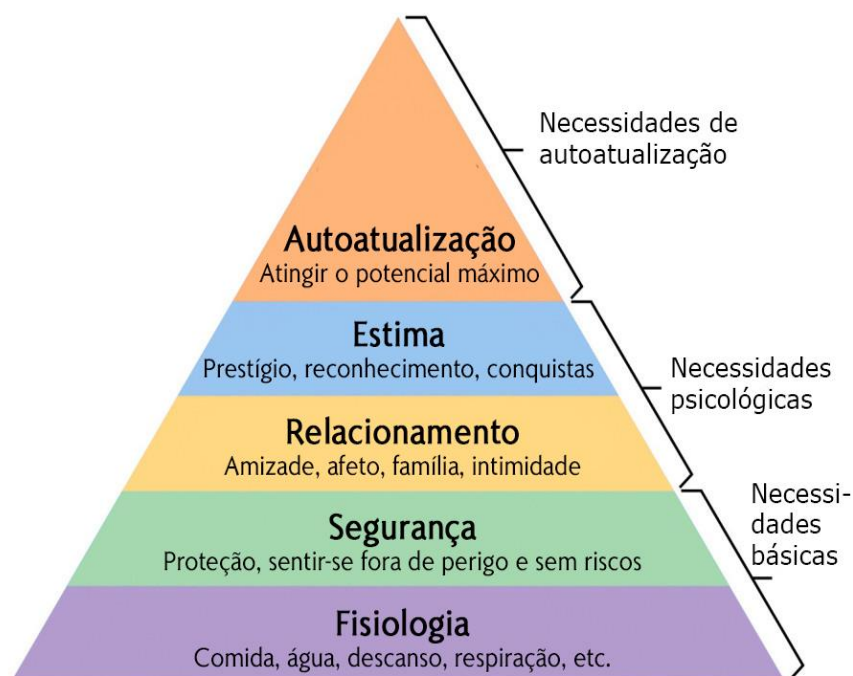 Necessidades de
autoatualização
Autoatualização
Atingir o potencial máximo
Estima
Prestígio, reconhecimento, conquistas
Necessidades
psicológicas
Relacionamento
Amizade, afeto, família, intimidade
Necessi-
dades
básicas
Segurança
Proteção, sentir-se fora de perigo e sem riscos
Fisiologia
Comida, água, descanso, respiração, etc.